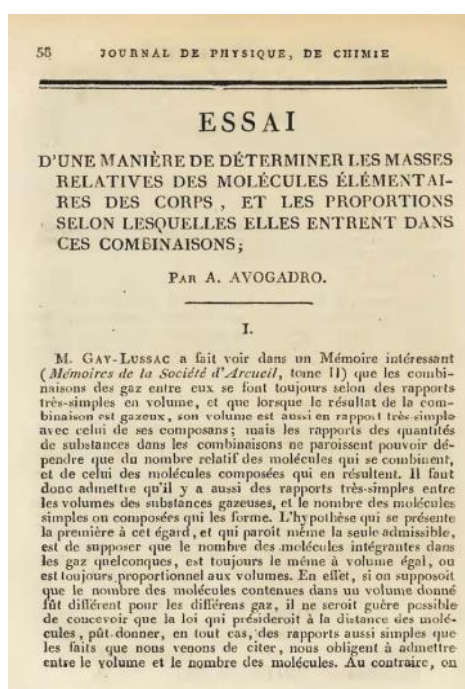 58 JOURNAL DE PHYSIQUE, DE CHIMIE
ESSAI
D'UNE MANIÈRE DE DÉTERMINER LES MASSES
RELATIVES DES MOLÉCULES ÉLÉMENTAI-
RES DES CORPS, ET LES PROPORTIONS
SELON LESQUELLES ELLES ENTRENT DANS
CES COMBINAISONS;
PAR A. AVOGADRO.
I.
M. GAY-LUSSAC a fait voir dans un Mémoire intéressant
(Mémoires de la Société d'Arcueil, tome II) que les combi-
naisons des gaz entre eux se font toujours selon des rapports
très-simples en volume, et que lorsque le résultat de la com-
binaison est gazeux, son volume est aussi en rapport très-simple
avec celui de ses composans; mais les rapports des quantités
de substances dans les combinaisons ne paroissent pouvoir dé-
pendre que du nombre relatif des molécules qui se combinent,
et de celui des molécules composées qui en résultent. Il faut
donc admettre qu'il y a aussi des rapports très-simples entre
les volumes des substances gazeuses, et le nombre des molécules
simples ou composées qui les forme. L'hypothèse qui se présente
la première à cet égard, et qui paroît même la seule admissible,
est de supposer que le nombre des molécules intégrantes dans
les gaz quelconques, est toujours le même à volume égal, ou
est toujours proportionnel aux volumes. En effet, si on supposoit
que le nombre des molécules contenues dans un volume donné
fût différent pour les différens gaz, il ne seroit guère possible
de concevoir que la loi qui présideroit à la distance des molé-
cules, pût donner, en tout cas, des rapports aussi simples que
les faits que nous venons de citer, nous obligent à admettre
entre le volume et le nombre des molécules. Au contraire, on